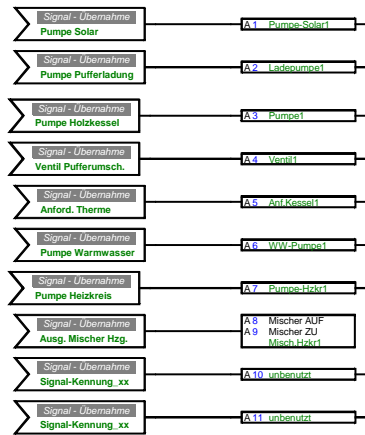 Signal - Übernahme
Pumpe Solar
A 1 Pumpe-Solar1
Signal - Übernahme
Pumpe Pufferladung
A 2 Ladepumpe1
Signal - Übernahme
Pumpe Holzkessel
A 3 Pumpe1
Signal - Übernahme
Ventil Pufferumsch.
A 4 Ventil1
Signal - Übernahme
Anford. Therme
A 5 Anf.Kessel1
Signal - Übernahme
Pumpe Warmwasser
A 6 WW-Pumpe1
Signal - Übernahme
Pumpe Heizkreis
A 7 Pumpe-Hzkr1
Signal - Übernahme
Ausg. Mischer Hzg.
A 8 Mischer AUF
A 9 Mischer ZU
Misch.Hzkr1
Signal - Übernahme
Signal-Kennung_xx
A 10 unbenutzt
Signal - Übernahme
Signal-Kennung_xx
A 11 unbenutzt